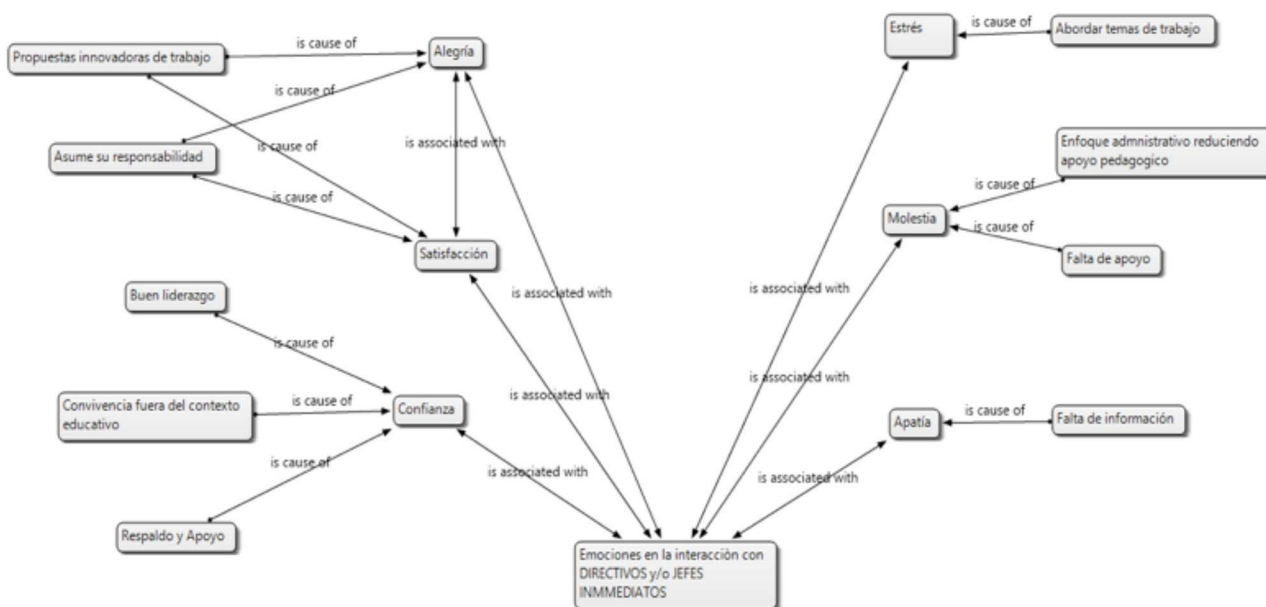 Propuestas innovadoras de trabajo
is cause of
Alegría
is cause of
Asume su responsabilidad
is cause of
is cause of
is associated with
Satisfacción
is associated with
Buen liderazgo
is cause of
is associated with
Convivencia fuera del contexto
educativo
is cause of
Confianza
is cause of
is associated with
Respaldo y Apoyo
Estrés
is cause of
Abordar temas de trabajo
Enfoque admnistrativo reduciendo
apoyo pedagogico
is cause of
Molestia
is cause of
Falta de apoyo
is associated with
is associated with
Apatía
is cause of
Falta de información
is associated with
Emociones en la interacción con
DIRECTIVOS y/o JEFES
INMMEDIATOS